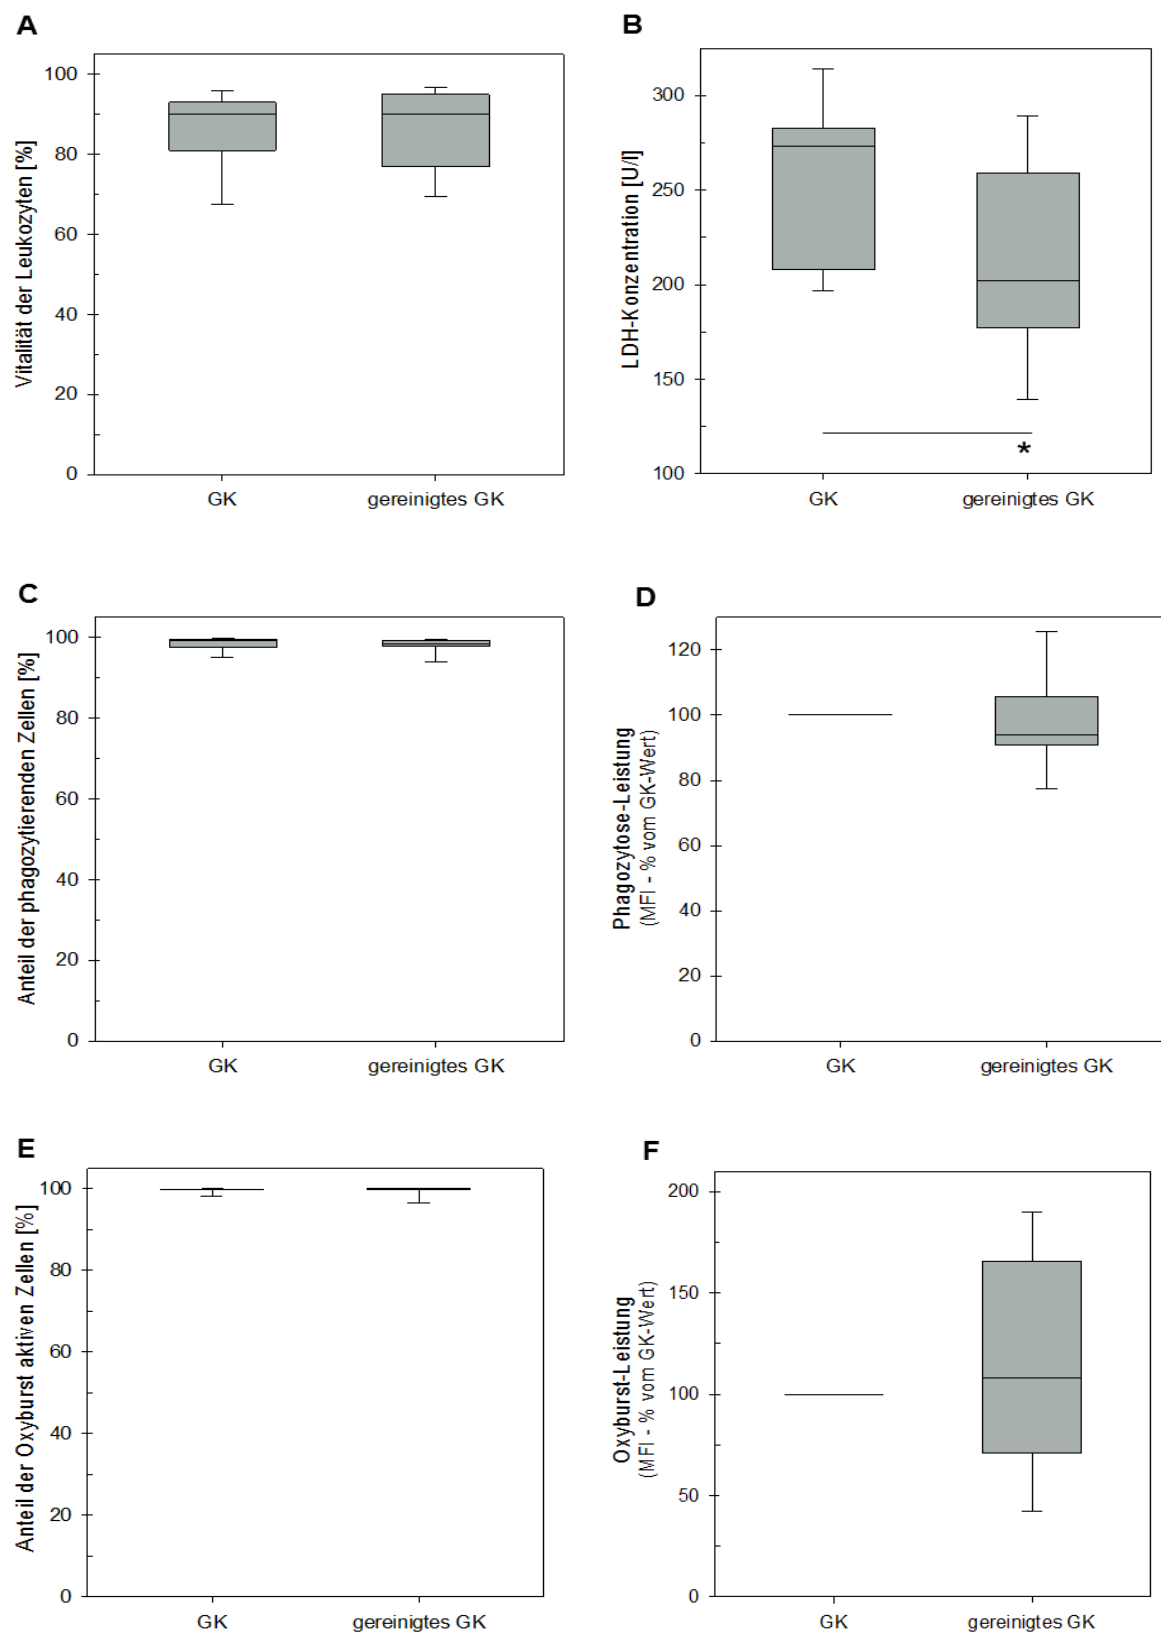 A
Vitalität der Leukozyten [%]
100
80
60
40
20
0
GK
gereinigtes GK
B
LDH-Konzentration [U/l]
300
250
200
150
100
*
GK
gereinigtes GK
C
Anteil der phagozytierenden Zellen [%]
100
80
60
40
20
0
GK
gereinigtes GK
D
Phagozytose-Leistung
(MFI - % vom GK-Wert)
120
100
80
60
40
20
0
GK
gereinigtes GK
E
Anteil der Oxyburst aktiven Zellen [%]
100
80
60
40
20
0
GK
gereinigtes GK
F
Oxyburst-Leistung
(MFI - % vom GK-Wert)
200
150
100
50
0
GK
gereinigtes GK